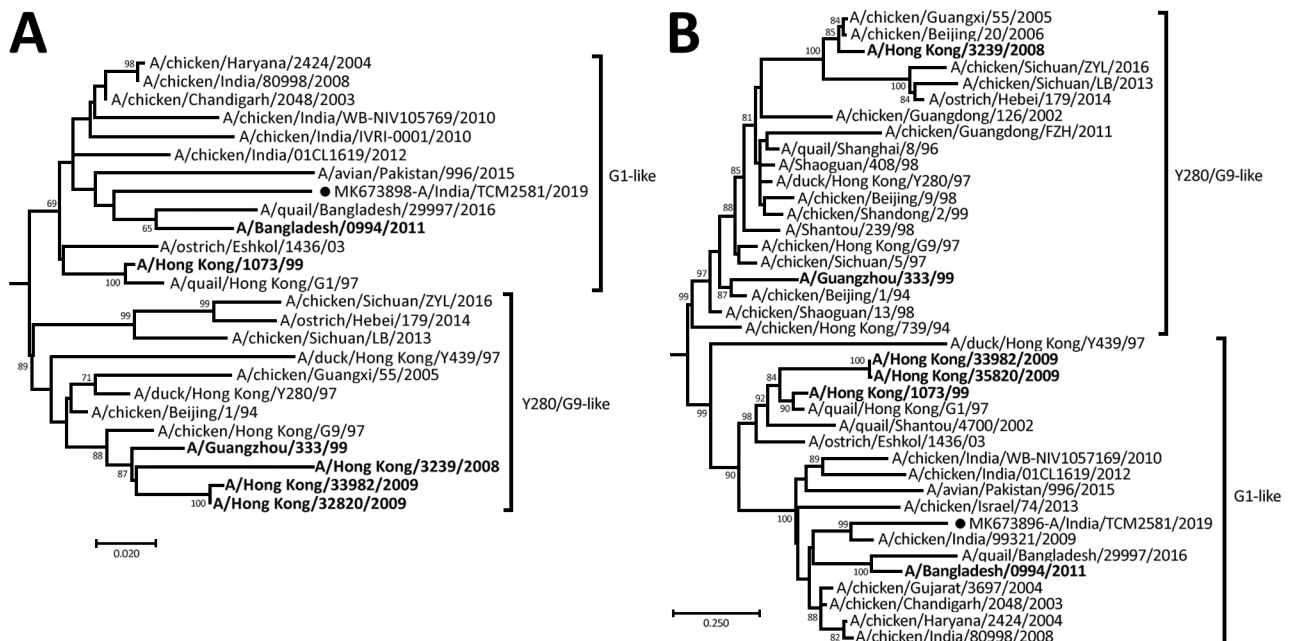 A
98
A/chicken/Haryana/2424/2004
A/chicken/India/80998/2008
A/chicken/Chandigarh/2048/2003
A/chicken/India/WB-NIV105769/2010
A/chicken/India/IVRI-0001/2010
A/chicken/India/01CL1619/2012
A/avian/Pakistan/996/2015
MK673898-A/India/TCM2581/2019
A/quail/Bangladesh/29997/2016
65
A/Bangladesh/0994/2011
69
A/ostrich/Eshkol/1436/03
A/Hong Kong/1073/99
100
A/quail/Hong Kong/G1/97
G1-like
99
A/chicken/Sichuan/ZYL/2016
99
A/ostrich/Hebei/179/2014
A/chicken/Sichuan/LB/2013
89
A/duck/Hong Kong/Y439/97
71
A/chicken/Guangxi/55/2005
A/duck/Hong Kong/Y280/97
A/chicken/Beijing/1/94
A/chicken/Hong Kong/G9/97
88
A/Guangzhou/333/99
87
A/Hong Kong/3239/2008
A/Hong Kong/33982/2009
100
A/Hong Kong/32820/2009
Y280/G9-like
0.020
B
84
A/chicken/Guangxi/55/2005
85
A/chicken/Beijing/20/2006
100
A/Hong Kong/3239/2008
A/chicken/Sichuan/ZYL/2016
100
A/chicken/Sichuan/LB/2013
84
A/ostrich/Hebei/179/2014
81
A/chicken/Guangdong/126/2002
A/chicken/Guangdong/FZH/2011
A/quail/Shanghai/8/96
85
A/Shaoguan/408/98
A/duck/Hong Kong/Y280/97
A/chicken/Beijing/9/98
88
A/chicken/Shandong/2/99
A/Shantou/239/98
A/chicken/Hong Kong/G9/97
A/chicken/Sichuan/5/97
97
A/Guangzhou/333/99
87
A/chicken/Beijing/1/94
99
A/chicken/Shaoguan/13/98
A/chicken/Hong Kong/739/94
Y280/G9-like
A/duck/Hong Kong/Y439/97
100
A/Hong Kong/33982/2009
A/Hong Kong/35820/2009
84
A/Hong Kong/1073/99
92
90
A/quail/Hong Kong/G1/97
99
98
A/quail/Shantou/4700/2002
A/ostrich/Eshkol/1436/03
89
A/chicken/India/WB-NIV1057169/2010
90
A/chicken/India/01CL1619/2012
A/avian/Pakistan/996/2015
A/chicken/Israel/74/2013
100
99
MK673896-A/India/TCM2581/2019
A/chicken/India/99321/2009
A/quail/Bangladesh/29997/2016
100
A/Bangladesh/0994/2011
A/chicken/Gujarat/3697/2004
A/chicken/Chandigarh/2048/2003
88
A/chicken/Haryana/2424/2004
82
A/chicken/India/80998/2008
G1-like
0.250